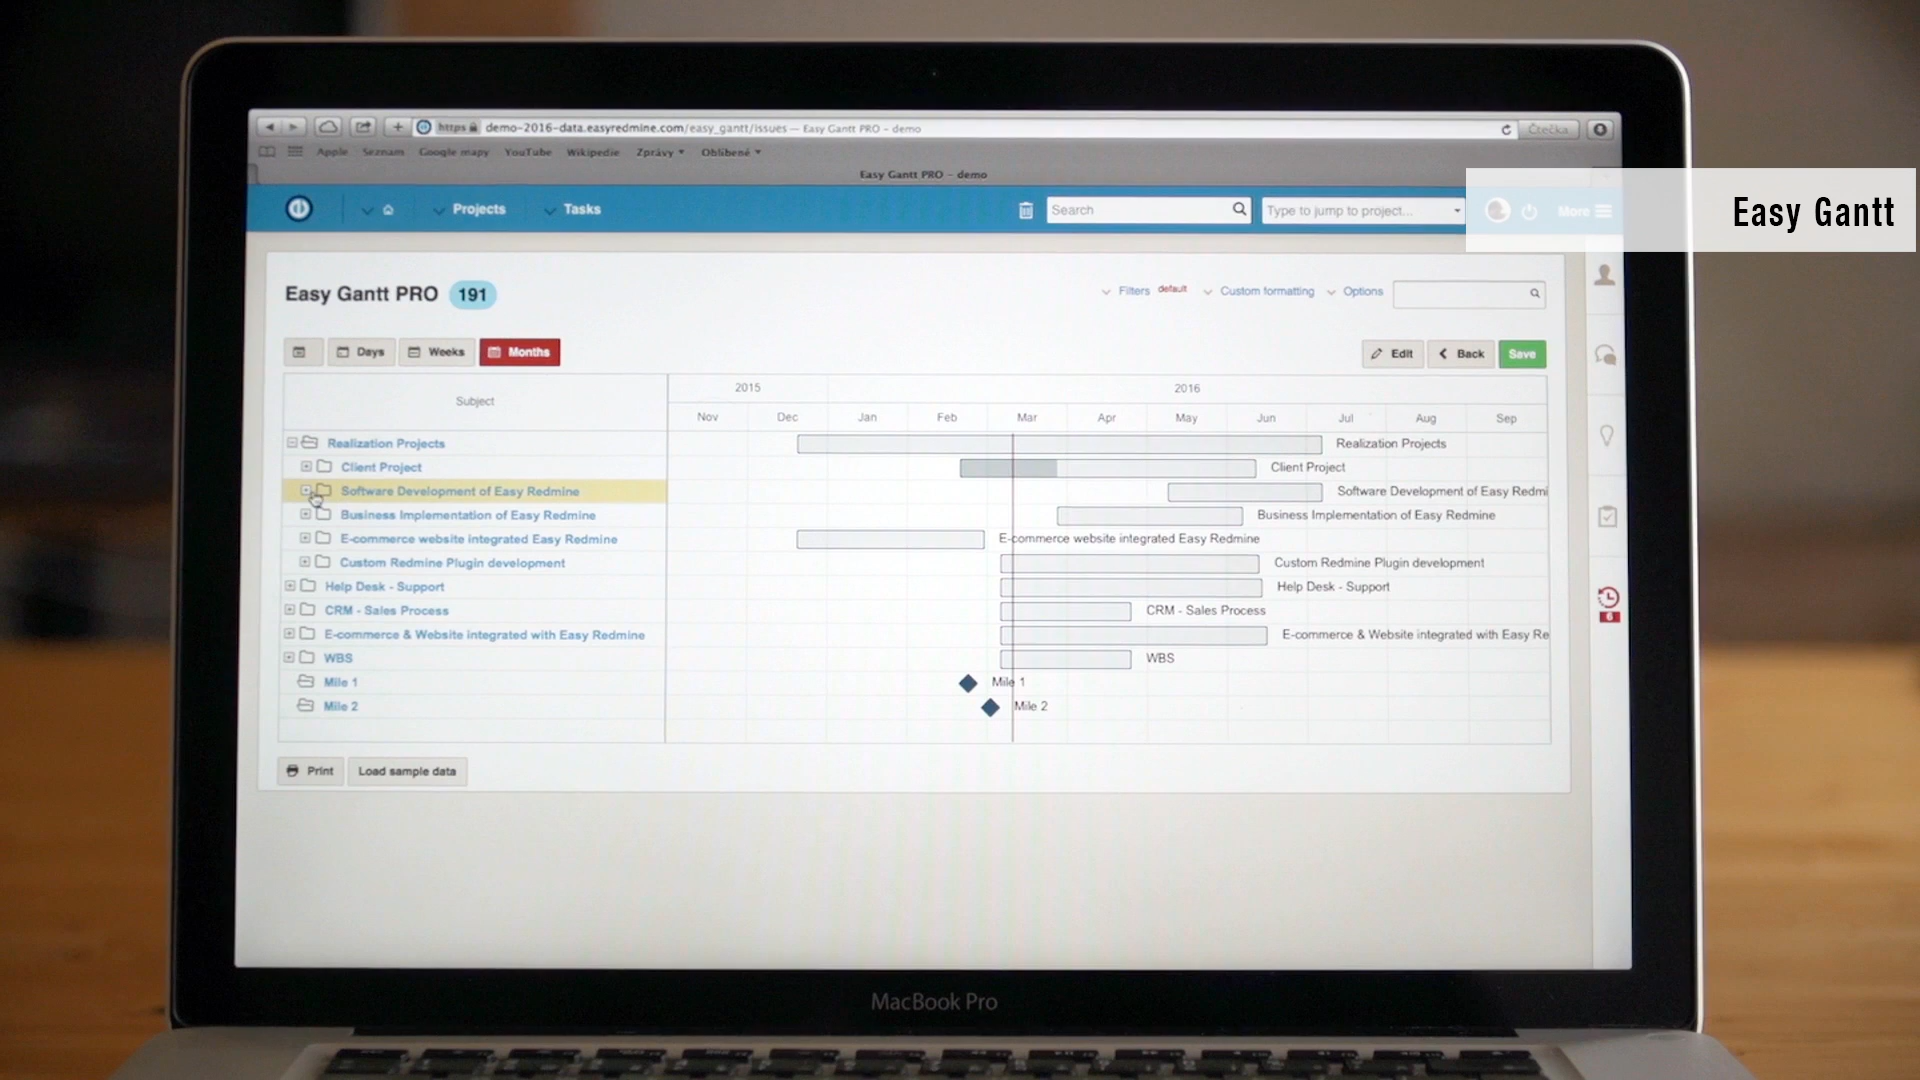 https demo-2016-data.easyredmine.com/easy_gantt/issues — Easy Gantt PRO - demo
Čtečka
Apple Seznam Google mapy YouTube Wikipedie Zprávy Oblíbené
Easy Gantt PRO - demo
Projects Tasks Search Type to jump to project... More
Easy Gantt
Easy Gantt PRO 191
Filters default Custom formatting Options
Days Weeks Months
Edit Back Save
Subject
2015 2016
Nov Dec Jan Feb Mar Apr May Jun Jul Aug Sep
Realization Projects Realization Projects
Client Project Client Project
Software Development of Easy Redmine Software Development of Easy Redmi
Business Implementation of Easy Redmine Business Implementation of Easy Redmine
E-commerce website integrated Easy Redmine E-commerce website integrated Easy Redmine
Custom Redmine Plugin development Custom Redmine Plugin development
Help Desk - Support Help Desk - Support
CRM - Sales Process CRM - Sales Process
E-commerce & Website integrated with Easy Redmine E-commerce & Website integrated with Easy Re
WBS WBS
Mile 1 Mile 1
Mile 2 Mile 2
Print Load sample data
MacBook Pro